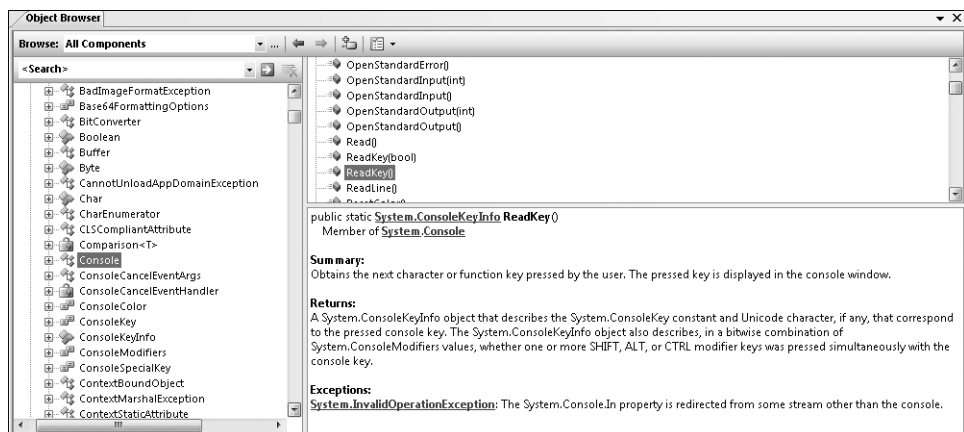 Object Browser
Browse: All Components
...
<Search>
BadImageFormatException
Base64FormattingOptions
BitConverter
Boolean
Buffer
Byte
CannotUnloadAppDomainException
Char
CharEnumerator
CLSCompliantAttribute
Comparison<T>
Console
ConsoleCancelEventArgs
ConsoleCancelEventHandler
ConsoleColor
ConsoleKey
ConsoleKeyInfo
ConsoleModifiers
ConsoleSpecialKey
ContextBoundObject
ContextMarshalException
ContextStaticAttribute
OpenStandardError()
OpenStandardInput(int)
OpenStandardInput()
OpenStandardOutput(int)
OpenStandardOutput()
Read()
ReadKey(bool)
ReadKey()
ReadLine()
ResetColor()
public static System.ConsoleKeyInfo ReadKey()
Member of System.Console
Summary:
Obtains the next character or function key pressed by the user. The pressed key is displayed in the console window.
Returns:
A System.ConsoleKeyInfo object that describes the System.ConsoleKey constant and Unicode character, if any, that correspond
to the pressed console key. The System.ConsoleKeyInfo object also describes, in a bitwise combination of
System.ConsoleModifiers values, whether one or more SHIFT, ALT, or CTRL modifier keys was pressed simultaneously with the
console key.
Exceptions:
System.InvalidOperationException: The System.Console.In property is redirected from some stream other than the console.